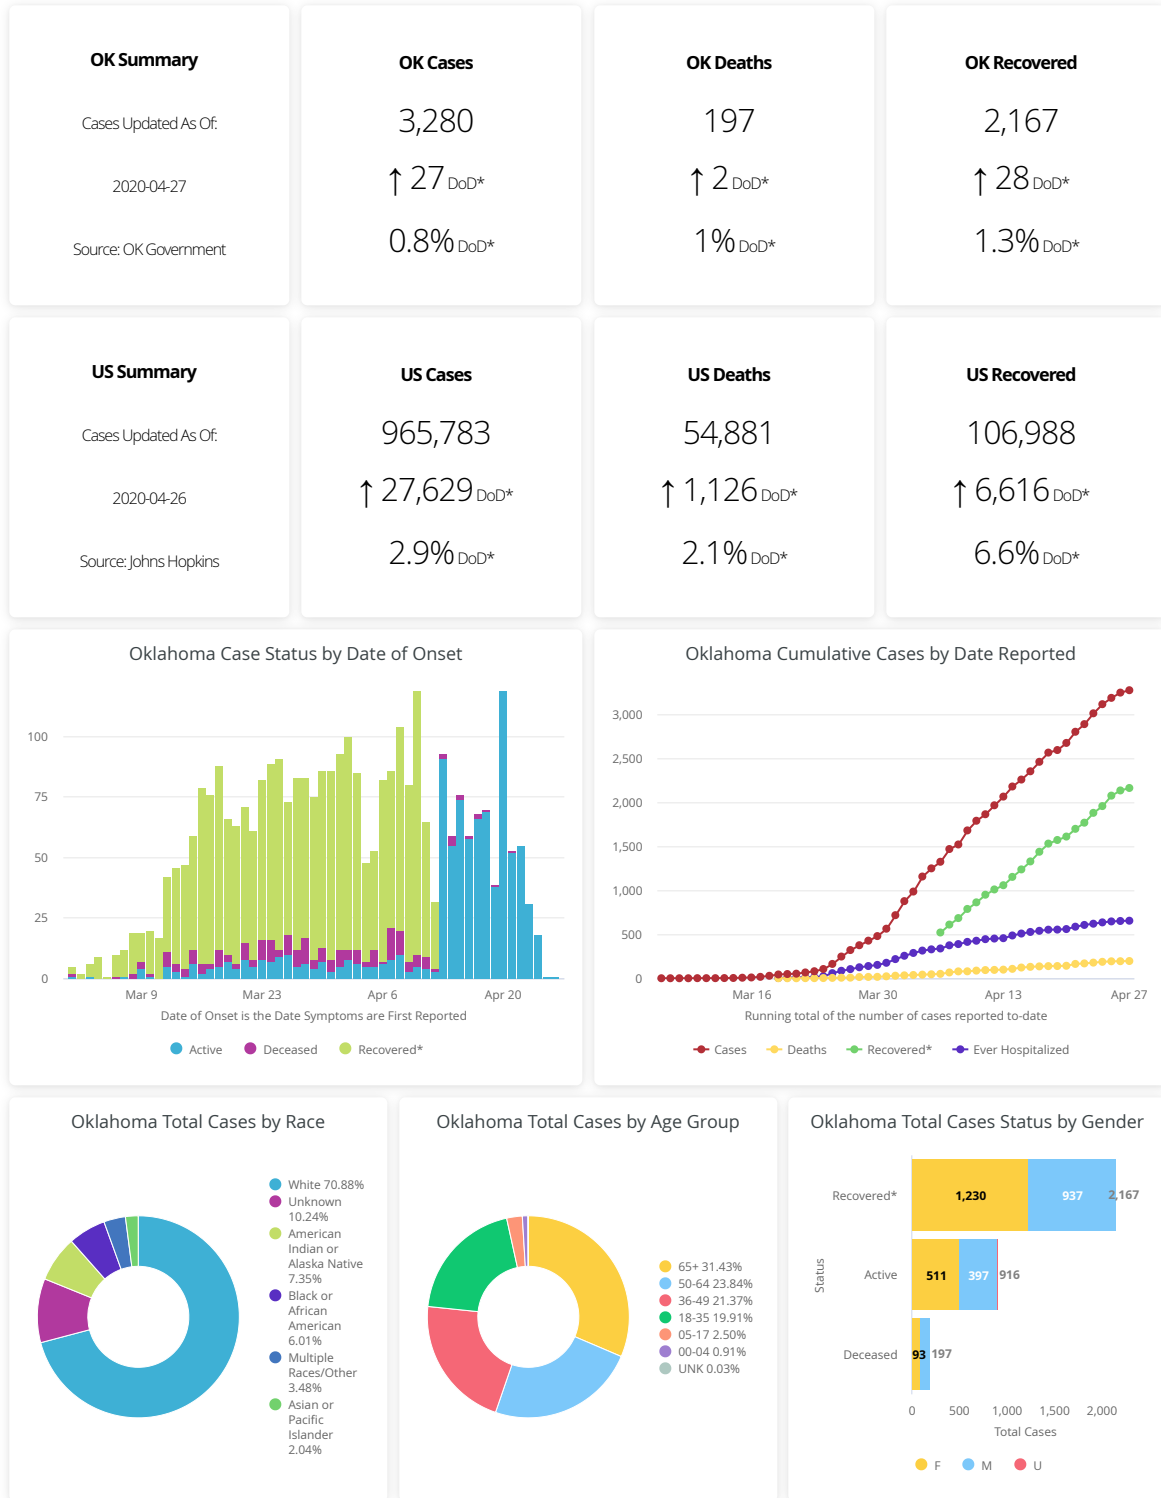 OK Summary
Cases Updated As Of:
2020-04-27
Source: OK Government
OK Cases
3,280
↑ 27 DoD*
0.8% DoD*
OK Deaths
197
↑ 2 DoD*
1% DoD*
OK Recovered
2,167
↑ 28 DoD*
1.3% DoD*
US Summary
Cases Updated As Of:
2020-04-26
Source: Johns Hopkins
US Cases
965,783
↑ 27,629 DoD*
2.9% DoD*
US Deaths
54,881
↑ 1,126 DoD*
2.1% DoD*
US Recovered
106,988
↑ 6,616 DoD*
6.6% DoD*
Oklahoma Case Status by Date of Onset
100
75
50
25
0
Mar 9 Mar 23 Apr 6 Apr 20
Date of Onset is the Date Symptoms are First Reported
Active Deceased Recovered*
Oklahoma Cumulative Cases by Date Reported
3,000
2,500
2,000
1,500
1,000
500
0
Mar 16 Mar 30 Apr 13 Apr 27
Running total of the number of cases reported to-date
Cases Deaths Recovered* Ever Hospitalized
Oklahoma Total Cases by Race
White 70.88%
Unknown
10.24%
American
Indian or
Alaska Native
7.35%
Black or
African
American
6.01%
Multiple
Races/Other
3.48%
Asian or
Pacific
Islander
2.04%
Oklahoma Total Cases by Age Group
65+ 31.43%
50-64 23.84%
36-49 21.37%
18-35 19.91%
05-17 2.50%
00-04 0.91%
UNK 0.03%
Oklahoma Total Cases Status by Gender
Status
Recovered* 1,230 937 2,167
Active 511 397 916
Deceased 93 197
0 500 1,000 1,500 2,000
Total Cases
F M U